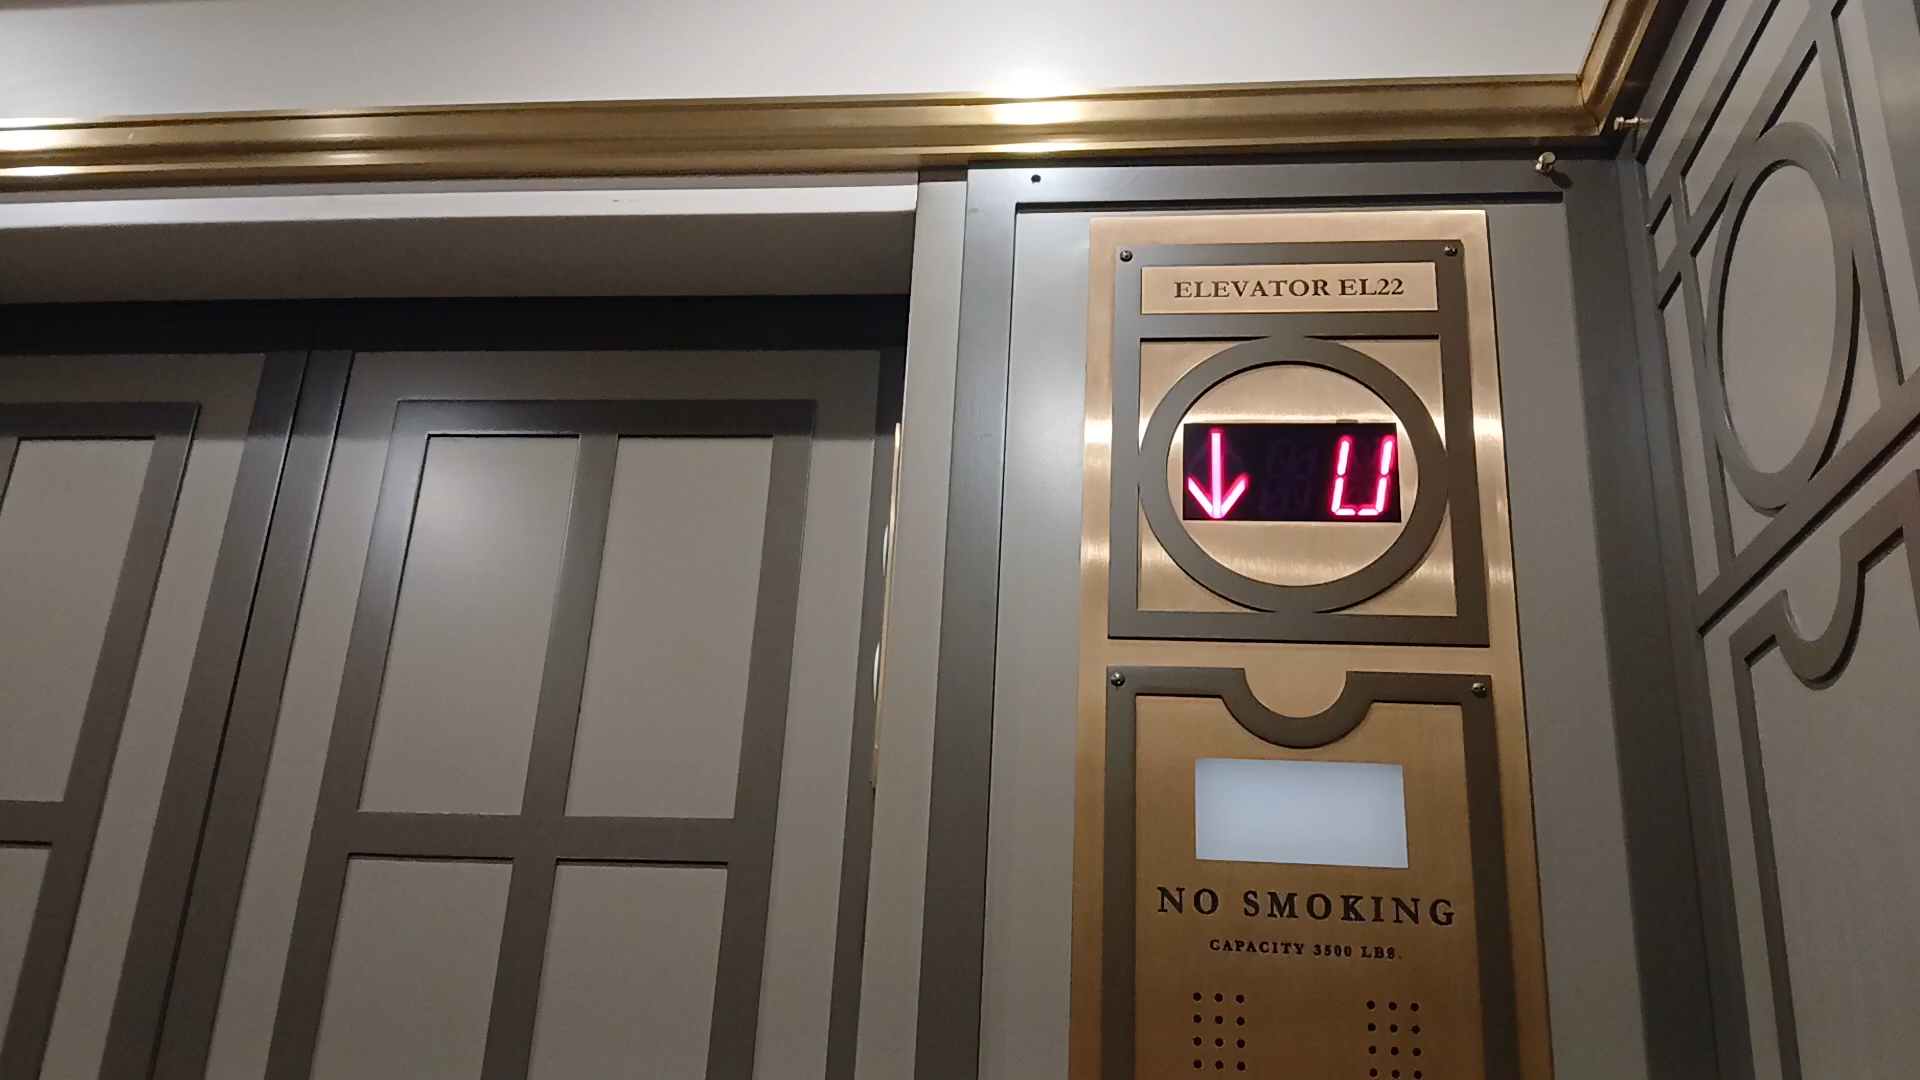 ELEVATOR EL22
↓ U
NO SMOKING
CAPACITY 3500 LBS.